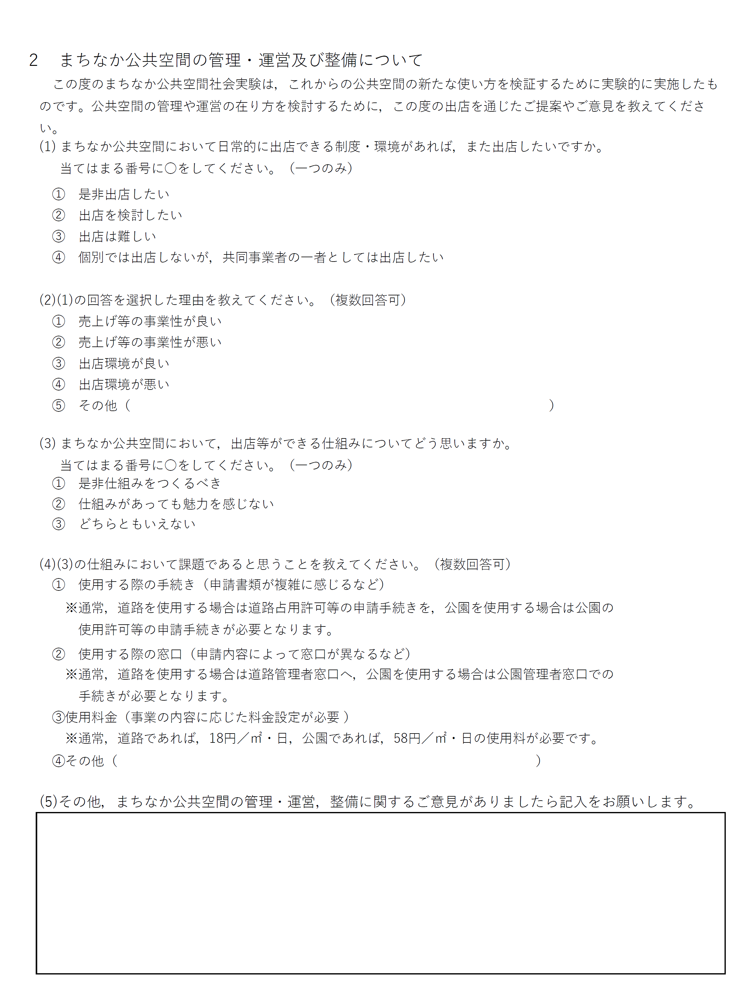 ２　まちなか公共空間の管理・運営及び整備について
この度のまちなか公共空間社会実験は，これからの公共空間の新たな使い方を検証するために実験的に実施したも
のです。公共空間の管理や運営の在り方を検討するために，この度の出店を通じたご提案やご意見を教えてくださ
い。
(1) まちなか公共空間において日常的に出店できる制度・環境があれば，また出店したいですか。
当てはまる番号に〇をしてください。（一つのみ）
①　是非出店したい
②　出店を検討したい
③　出店は難しい
④　個別では出店しないが，共同事業者の一者としては出店したい
(2)(1)の回答を選択した理由を教えてください。（複数回答可）
①　売上げ等の事業性が良い
②　売上げ等の事業性が悪い
③　出店環境が良い
④　出店環境が悪い
⑤　その他（　　　　　　　　　　　　　　　　　　　　　　　　　　　　　　　　）
(3) まちなか公共空間において，出店等ができる仕組みについてどう思いますか。
当てはまる番号に〇をしてください。（一つのみ）
①　是非仕組みをつくるべき
②　仕組みがあっても魅力を感じない
③　どちらともいえない
(4)(3)の仕組みにおいて課題であると思うことを教えてください。（複数回答可）
①　使用する際の手続き（申請書類が複雑に感じるなど）
※通常，道路を使用する場合は道路占用許可等の申請手続きを，公園を使用する場合は公園の
使用許可等の申請手続きが必要となります。
②　使用する際の窓口（申請内容によって窓口が異なるなど）
※通常，道路を使用する場合は道路管理者窓口へ，公園を使用する場合は公園管理者窓口での
手続きが必要となります。
③使用料金（事業の内容に応じた料金設定が必要 ）
※通常，道路であれば，18円／㎡・日，公園であれば，58円／㎡・日の使用料が必要です。
④その他（　　　　　　　　　　　　　　　　　　　　　　　　　　　　　　　　）
(5)その他，まちなか公共空間の管理・運営，整備に関するご意見がありましたら記入をお願いします。